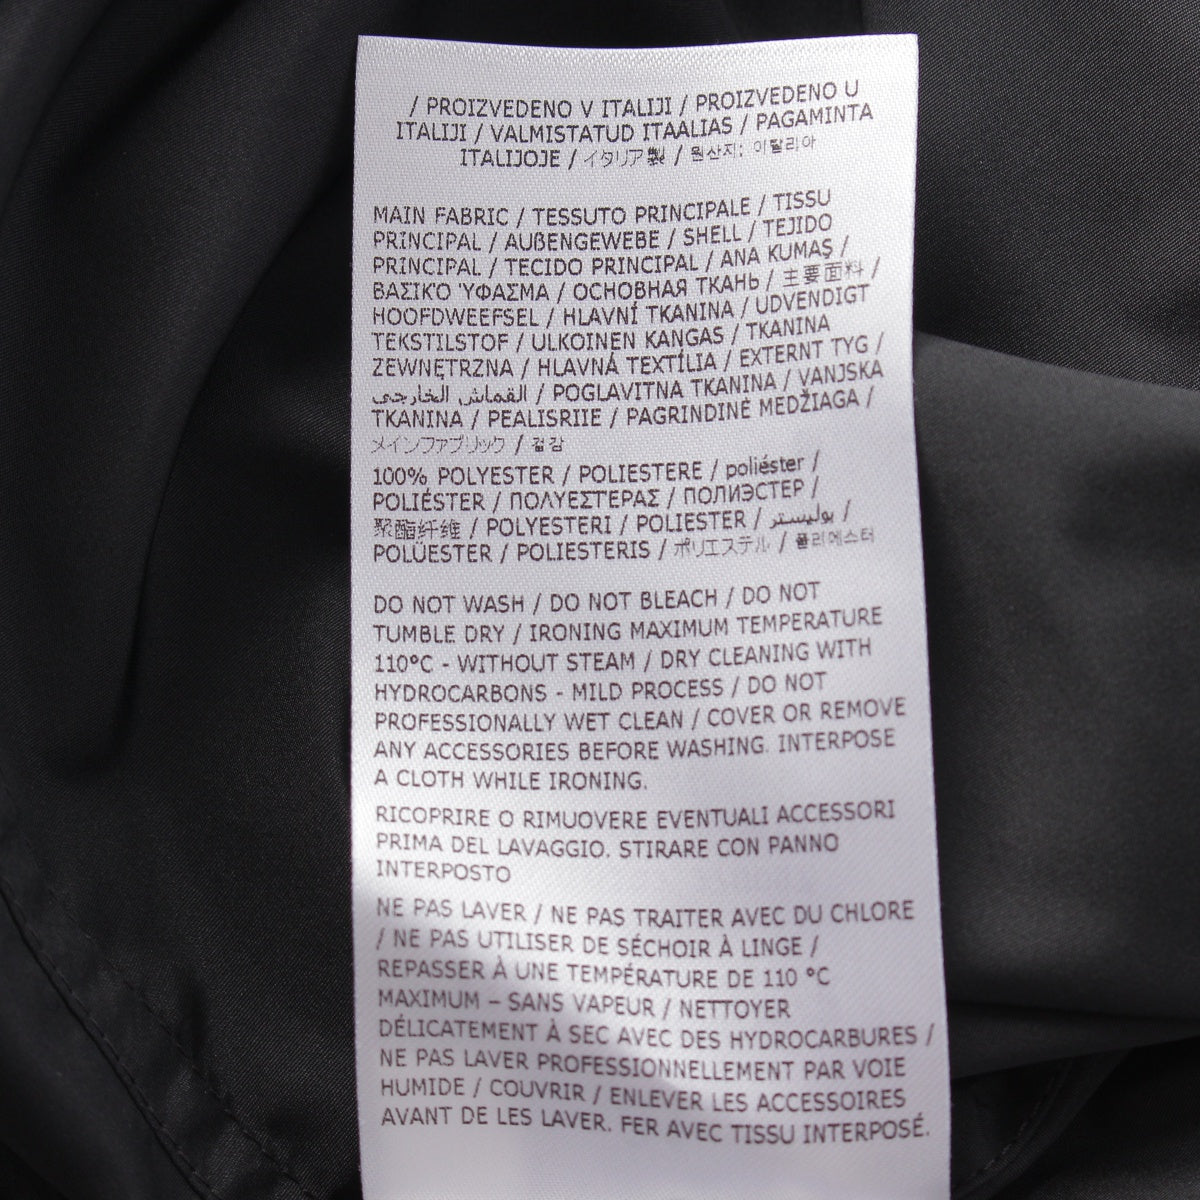 / PROIZVEDENO V ITALIJI / PROIZVEDENO U
ITALIJI / VALMISTATUD ITAALIAS / PAGAMINTA
ITALIJOJE / イタリア製 / 원산지: 이탈리아
MAIN FABRIC / TESSUTO PRINCIPALE / TISSU
PRINCIPAL / AUßENGEWEBE / SHELL / TEJIDO
PRINCIPAL / TECIDO PRINCIPAL / ANA KUMAŞ /
ΒΑΣΙΚΌ ΎΦΑΣΜΑ / ОСНОВНАЯ ТКАНЬ / 主要面料 /
HOOFDWEEFSEL / HLAVNÍ TKANINA / UDVENDIGT
TEKSTILSTOF / ULKOINEN KANGAS / TKANINA
ZEWNĘTRZNA / HLAVNÁ TEXTÍLIA / EXTERNT TYG /
القماش الخارجي / POGLAVITNA TKANINA / VANJSKA
TKANINA / PEALISRIIE / PAGRINDINĖ MEDŽIAGA /
メインファブリック / 겉감
100% POLYESTER / POLIESTERE / poliéster /
POLIÉSTER / ΠΟΛΥΕΣΤΕΡΑΣ / ПОЛИЭСТЕР /
聚酯纤维 / POLYESTERI / POLIESTER / بوليستر /
POLÜESTER / POLIESTERIS / ポリエステル / 폴리에스터
DO NOT WASH / DO NOT BLEACH / DO NOT
TUMBLE DRY / IRONING MAXIMUM TEMPERATURE
110°C - WITHOUT STEAM / DRY CLEANING WITH
HYDROCARBONS - MILD PROCESS / DO NOT
PROFESSIONALLY WET CLEAN / COVER OR REMOVE
ANY ACCESSORIES BEFORE WASHING. INTERPOSE
A CLOTH WHILE IRONING.
RICOPRIRE O RIMUOVERE EVENTUALI ACCESSORI
PRIMA DEL LAVAGGIO. STIRARE CON PANNO
INTERPOSTO
NE PAS LAVER / NE PAS TRAITER AVEC DU CHLORE
/ NE PAS UTILISER DE SÉCHOIR À LINGE /
REPASSER À UNE TEMPÉRATURE DE 110 °C
MAXIMUM – SANS VAPEUR / NETTOYER
DÉLICATEMENT À SEC AVEC DES HYDROCARBURES /
NE PAS LAVER PROFESSIONNELLEMENT PAR VOIE
HUMIDE / COUVRIR / ENLEVER LES ACCESSOIRES
AVANT DE LES LAVER. FER AVEC TISSU INTERPOSÉ.